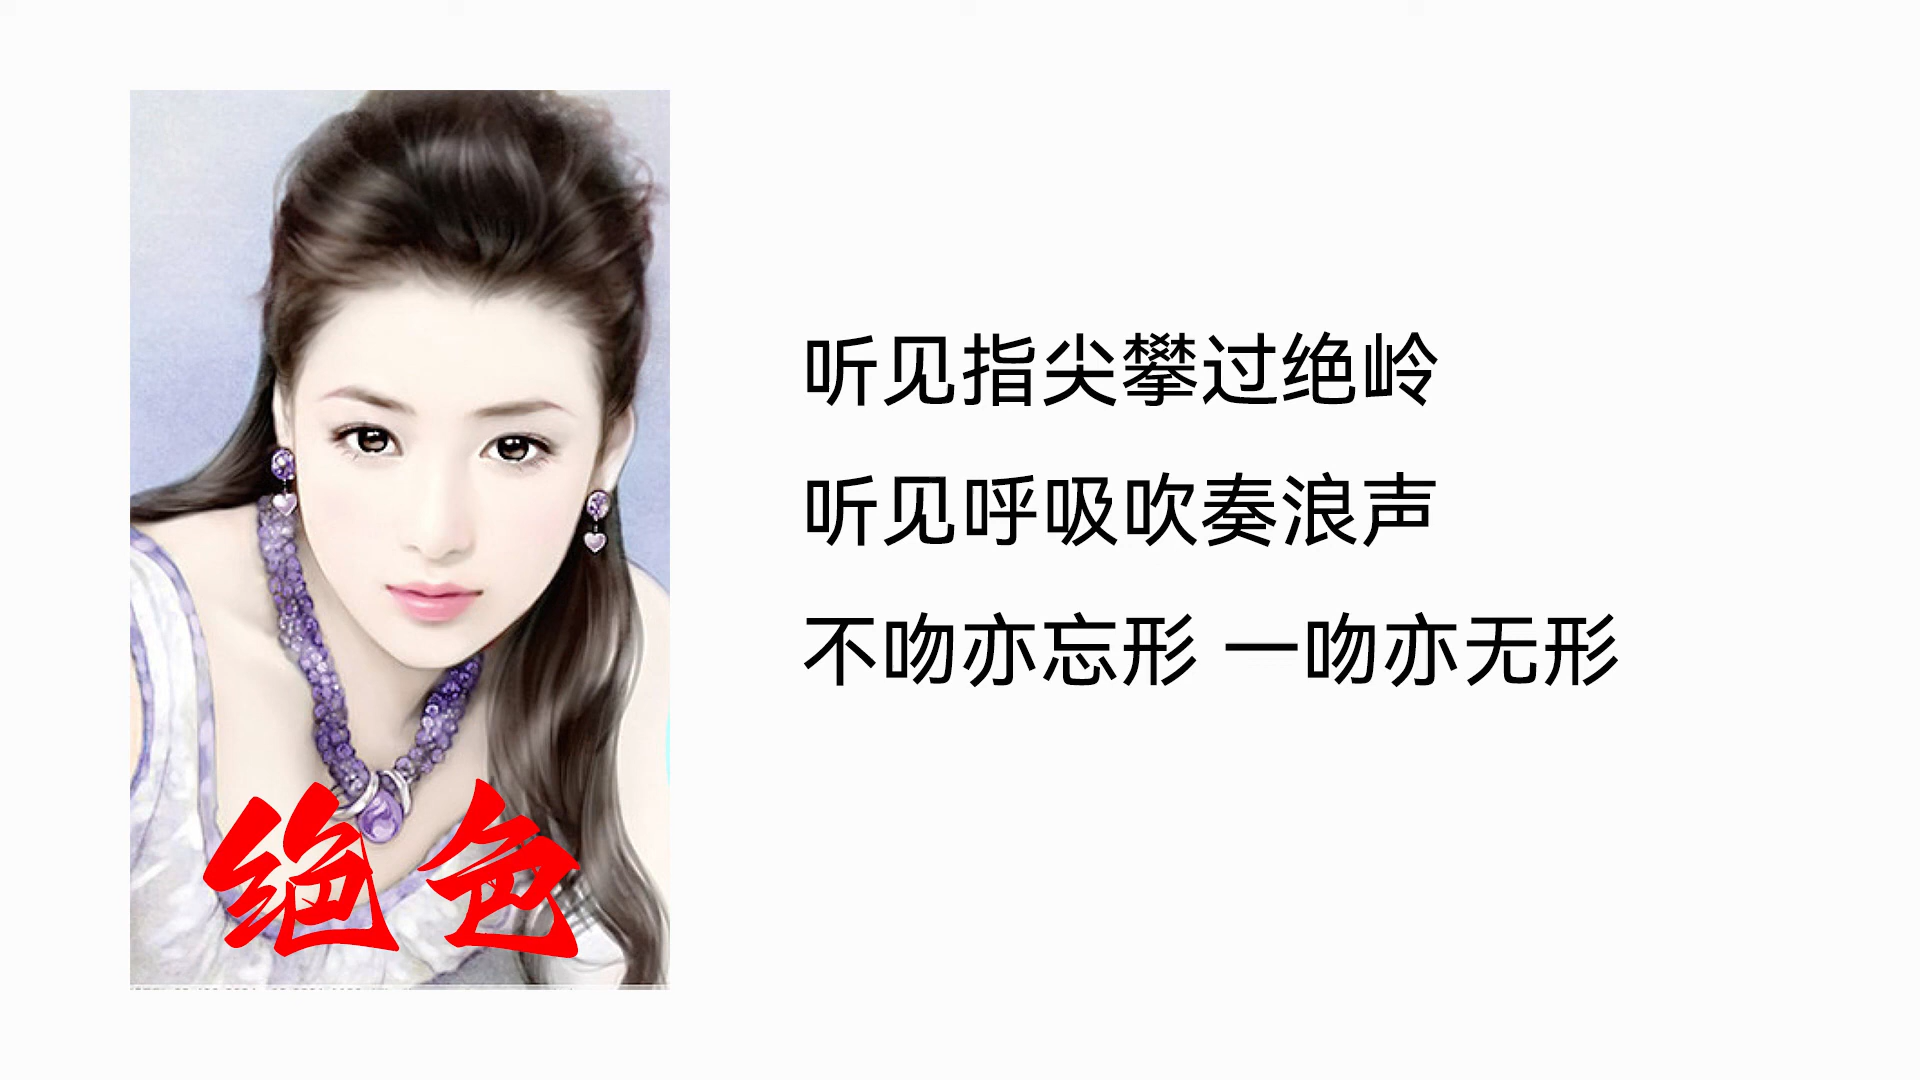 绝色
听见指尖攀过绝岭
听见呼吸吹奏浪声
不吻亦忘形 一吻亦无形